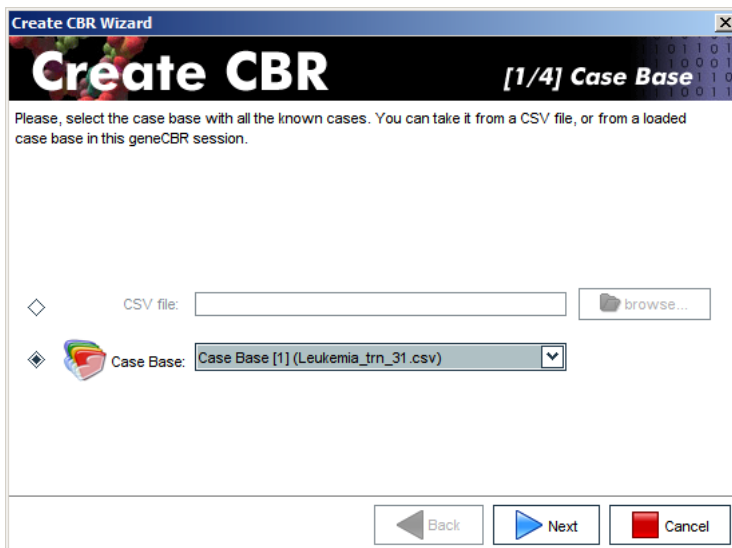 Create CBR Wizard
Create CBR
[1/4] Case Base
Please, select the case base with all the known cases. You can take it from a CSV file, or from a loaded
case base in this geneCBR session.
CSV file:
browse...
Case Base:
Case Base [1] (Leukemia_trn_31.csv)
Back
Next
Cancel